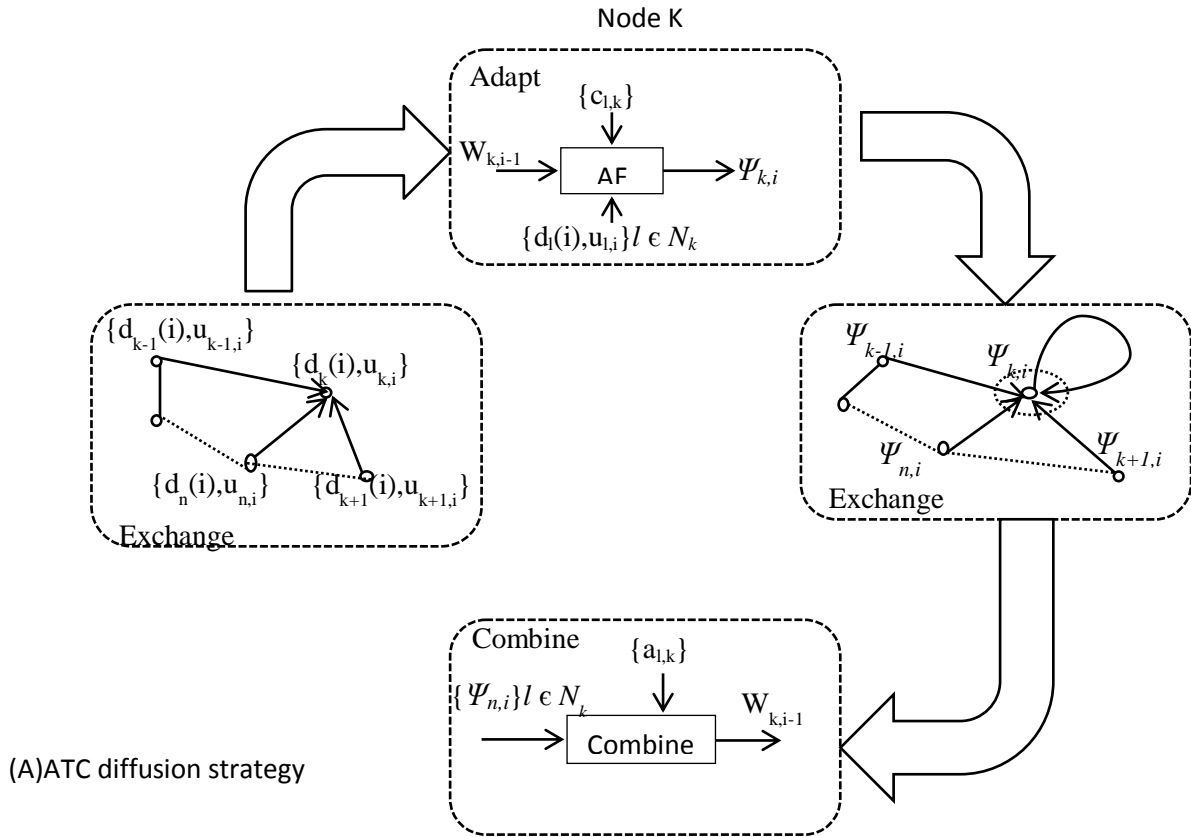 Node K
Adapt
{c_{l,k}}
W_{k,i-1}
AF
Ψ_{k,i}
{d_l(i),u_{l,i}}l ϵ N_k
{d_{k-1}(i),u_{k-1,i}}
{d_k(i),u_{k,i}}
{d_n(i),u_{n,i}}
{d_{k+1}(i),u_{k+1,i}}
Exchange
Ψ_{k-1,i}
Ψ_{k,i}
Ψ_{n,i}
Ψ_{k+1,i}
Exchange
Combine
{a_{l,k}}
{Ψ_{n,i}}l ϵ N_k
Combine
W_{k,i-1}
(A)ATC diffusion strategy